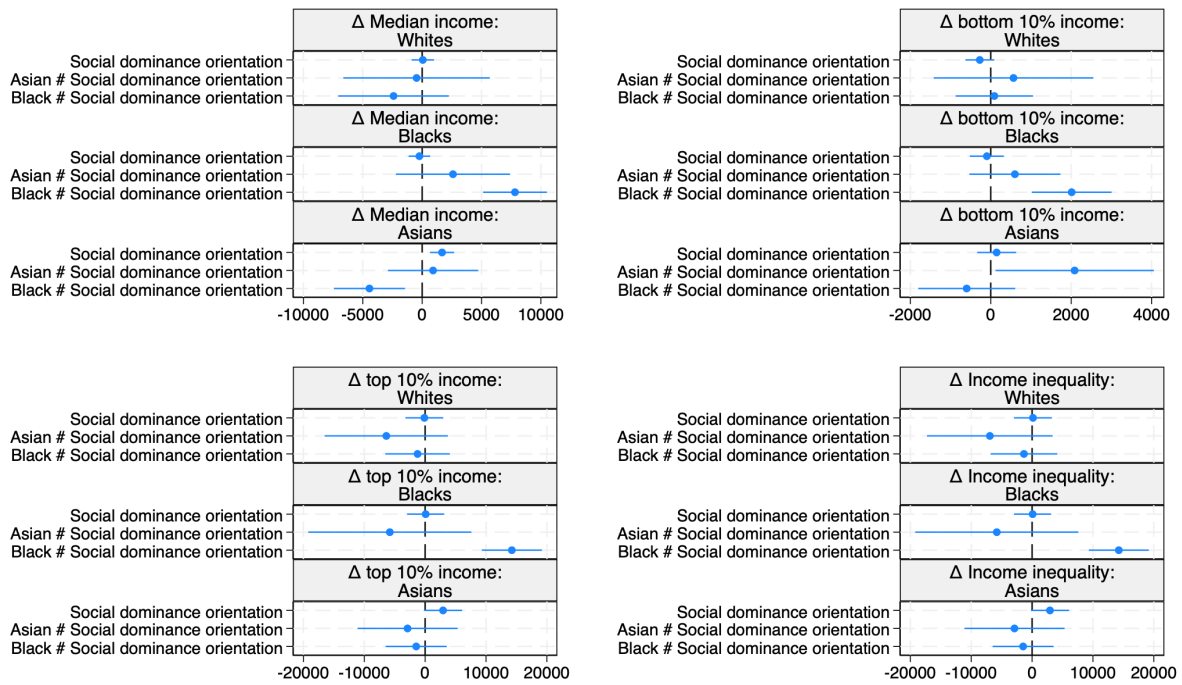 Δ Median income:
Whites
Social dominance orientation
Asian # Social dominance orientation
Black # Social dominance orientation
Δ Median income:
Blacks
Social dominance orientation
Asian # Social dominance orientation
Black # Social dominance orientation
Δ Median income:
Asians
Social dominance orientation
Asian # Social dominance orientation
Black # Social dominance orientation
-10000 -5000 0 5000 10000
Δ bottom 10% income:
Whites
Social dominance orientation
Asian # Social dominance orientation
Black # Social dominance orientation
Δ bottom 10% income:
Blacks
Social dominance orientation
Asian # Social dominance orientation
Black # Social dominance orientation
Δ bottom 10% income:
Asians
Social dominance orientation
Asian # Social dominance orientation
Black # Social dominance orientation
-2000 0 2000 4000
Δ top 10% income:
Whites
Social dominance orientation
Asian # Social dominance orientation
Black # Social dominance orientation
Δ top 10% income:
Blacks
Social dominance orientation
Asian # Social dominance orientation
Black # Social dominance orientation
Δ top 10% income:
Asians
Social dominance orientation
Asian # Social dominance orientation
Black # Social dominance orientation
-20000 -10000 0 10000 20000
Δ Income inequality:
Whites
Social dominance orientation
Asian # Social dominance orientation
Black # Social dominance orientation
Δ Income inequality:
Blacks
Social dominance orientation
Asian # Social dominance orientation
Black # Social dominance orientation
Δ Income inequality:
Asians
Social dominance orientation
Asian # Social dominance orientation
Black # Social dominance orientation
-20000 -10000 0 10000 20000